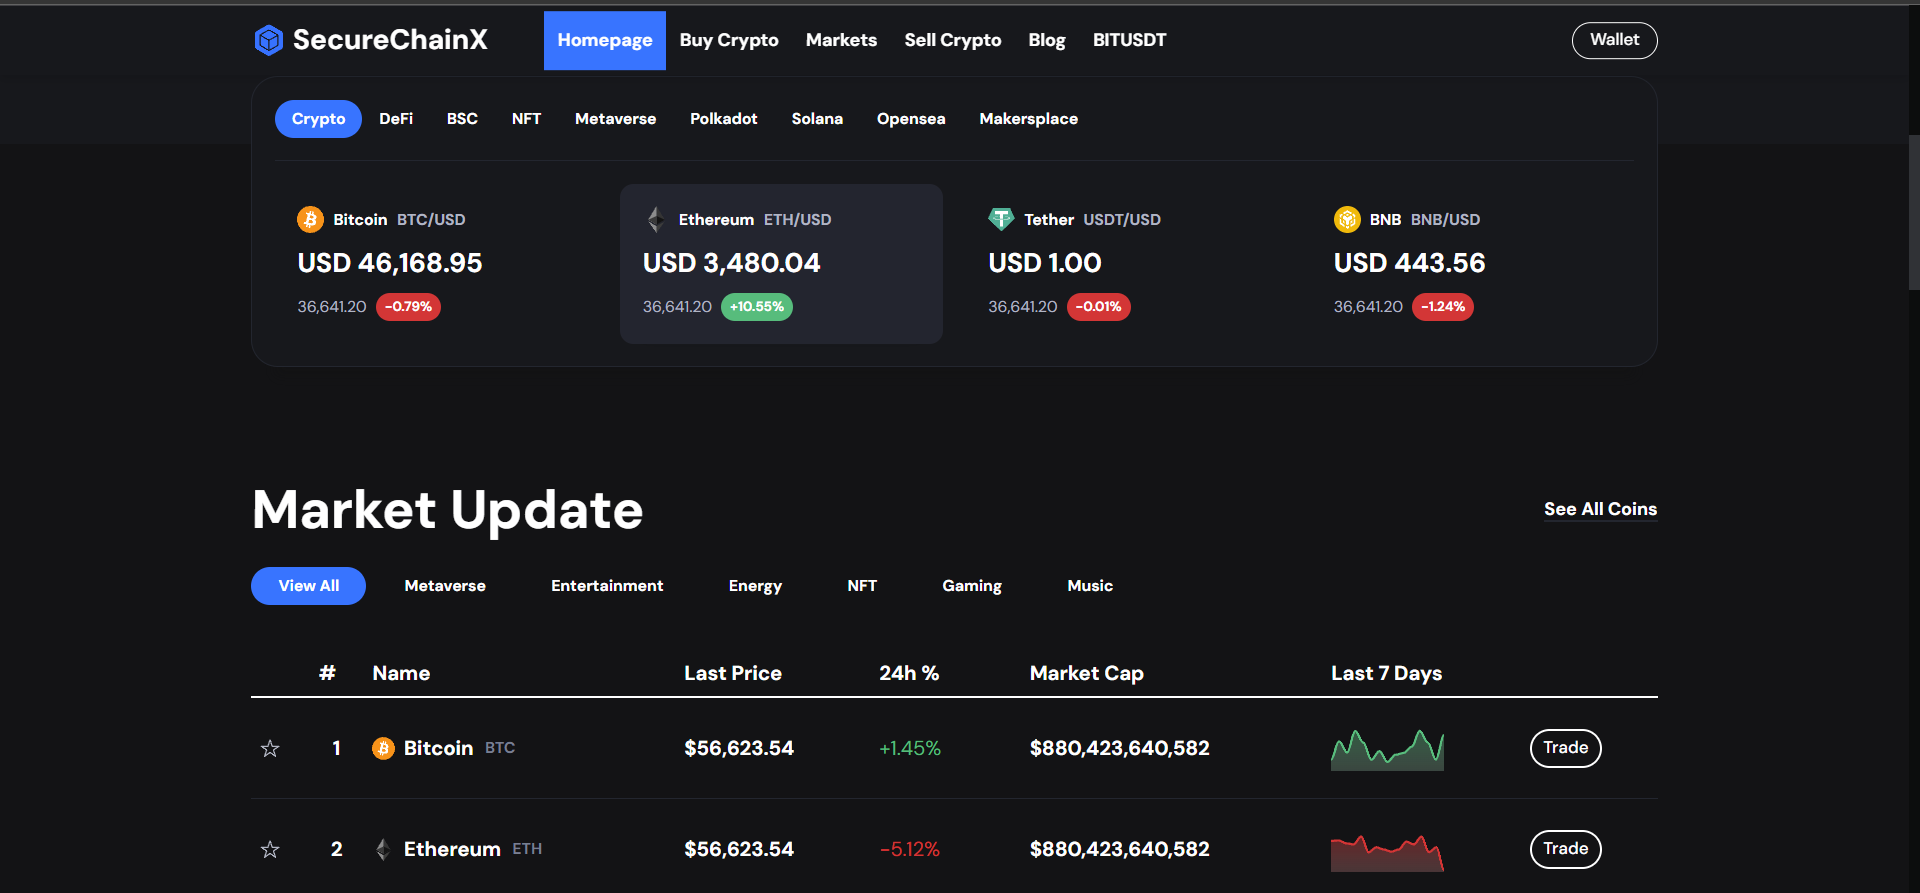 SecureChainX Homepage Buy Crypto Markets Sell Crypto Blog BITUSDT Wallet
Crypto DeFi BSC NFT Metaverse Polkadot Solana Opensea Makersplace
Bitcoin BTC/USD Ethereum ETH/USD Tether USDT/USD BNB BNB/USD
USD 46,168.95 USD 3,480.04 USD 1.00 USD 443.56
36,641.20 -0.79% 36,641.20 +10.55% 36,641.20 -0.01% 36,641.20 -1.24%
Market Update See All Coins
View All Metaverse Entertainment Energy NFT Gaming Music
# Name Last Price 24h % Market Cap Last 7 Days
1 Bitcoin BTC $56,623.54 +1.45% $880,423,640,582 Trade
2 Ethereum ETH $56,623.54 -5.12% $880,423,640,582 Trade